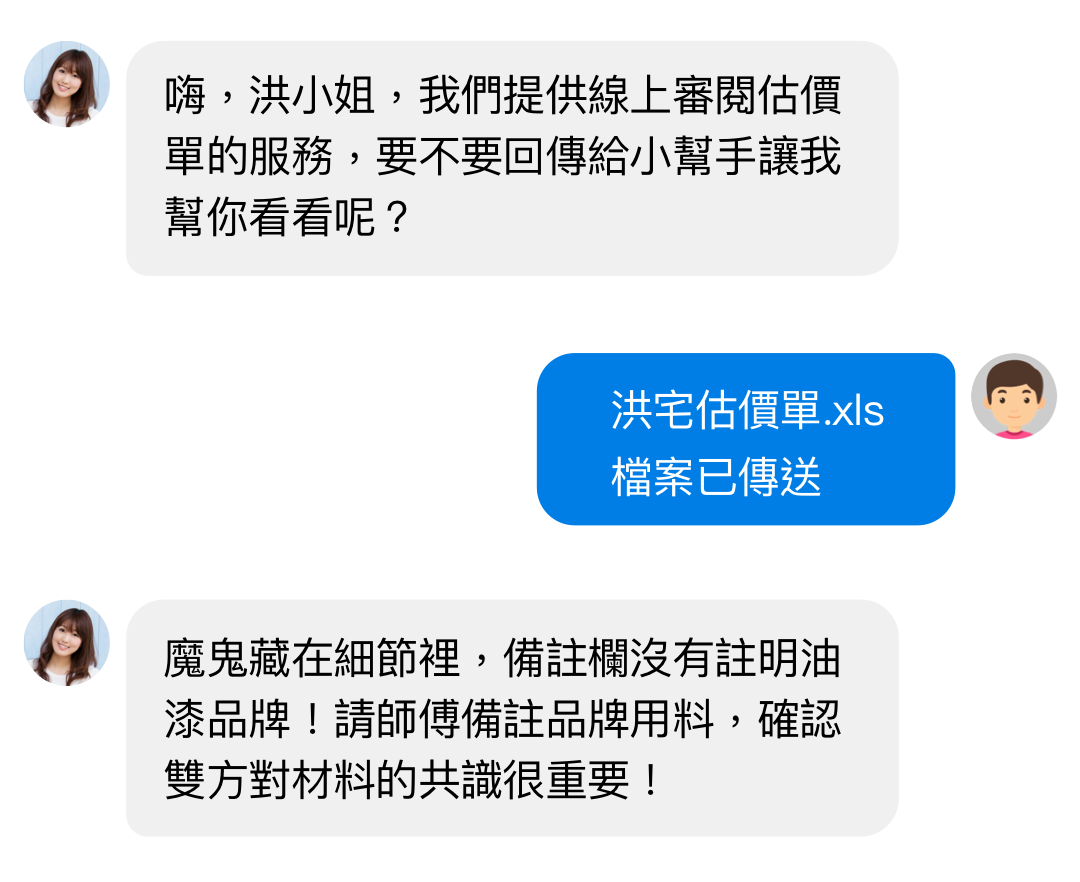 嗨，洪小姐，我們提供線上審閱估價
單的服務，要不要回傳給小幫手讓我
幫你看看呢？
洪宅估價單.xls
檔案已傳送
魔鬼藏在細節裡，備註欄沒有註明油
漆品牌！請師傅備註品牌用料，確認
雙方對材料的共識很重要！